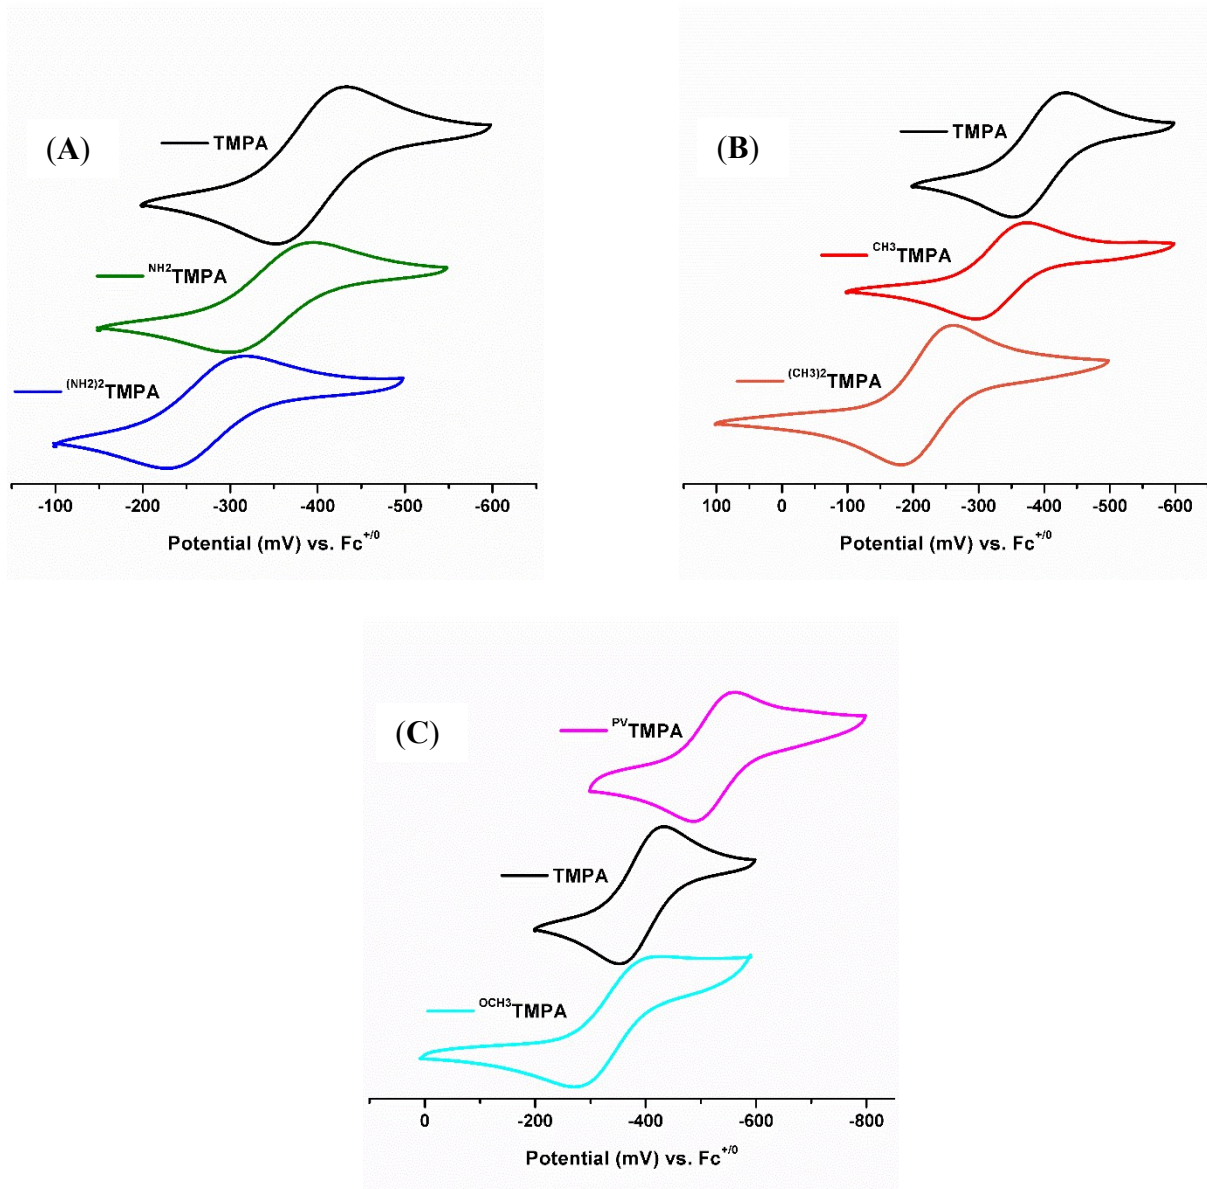 (A)
TMPA
NH2TMPA
(NH2)2TMPA
-100 -200 -300 -400 -500 -600
Potential (mV) vs. Fc+/0
(B)
TMPA
CH3TMPA
(CH3)2TMPA
100 0 -100 -200 -300 -400 -500 -600
Potential (mV) vs. Fc+/0
(C)
PVTMPA
TMPA
OCH3TMPA
0 -200 -400 -600 -800
Potential (mV) vs. Fc+/0